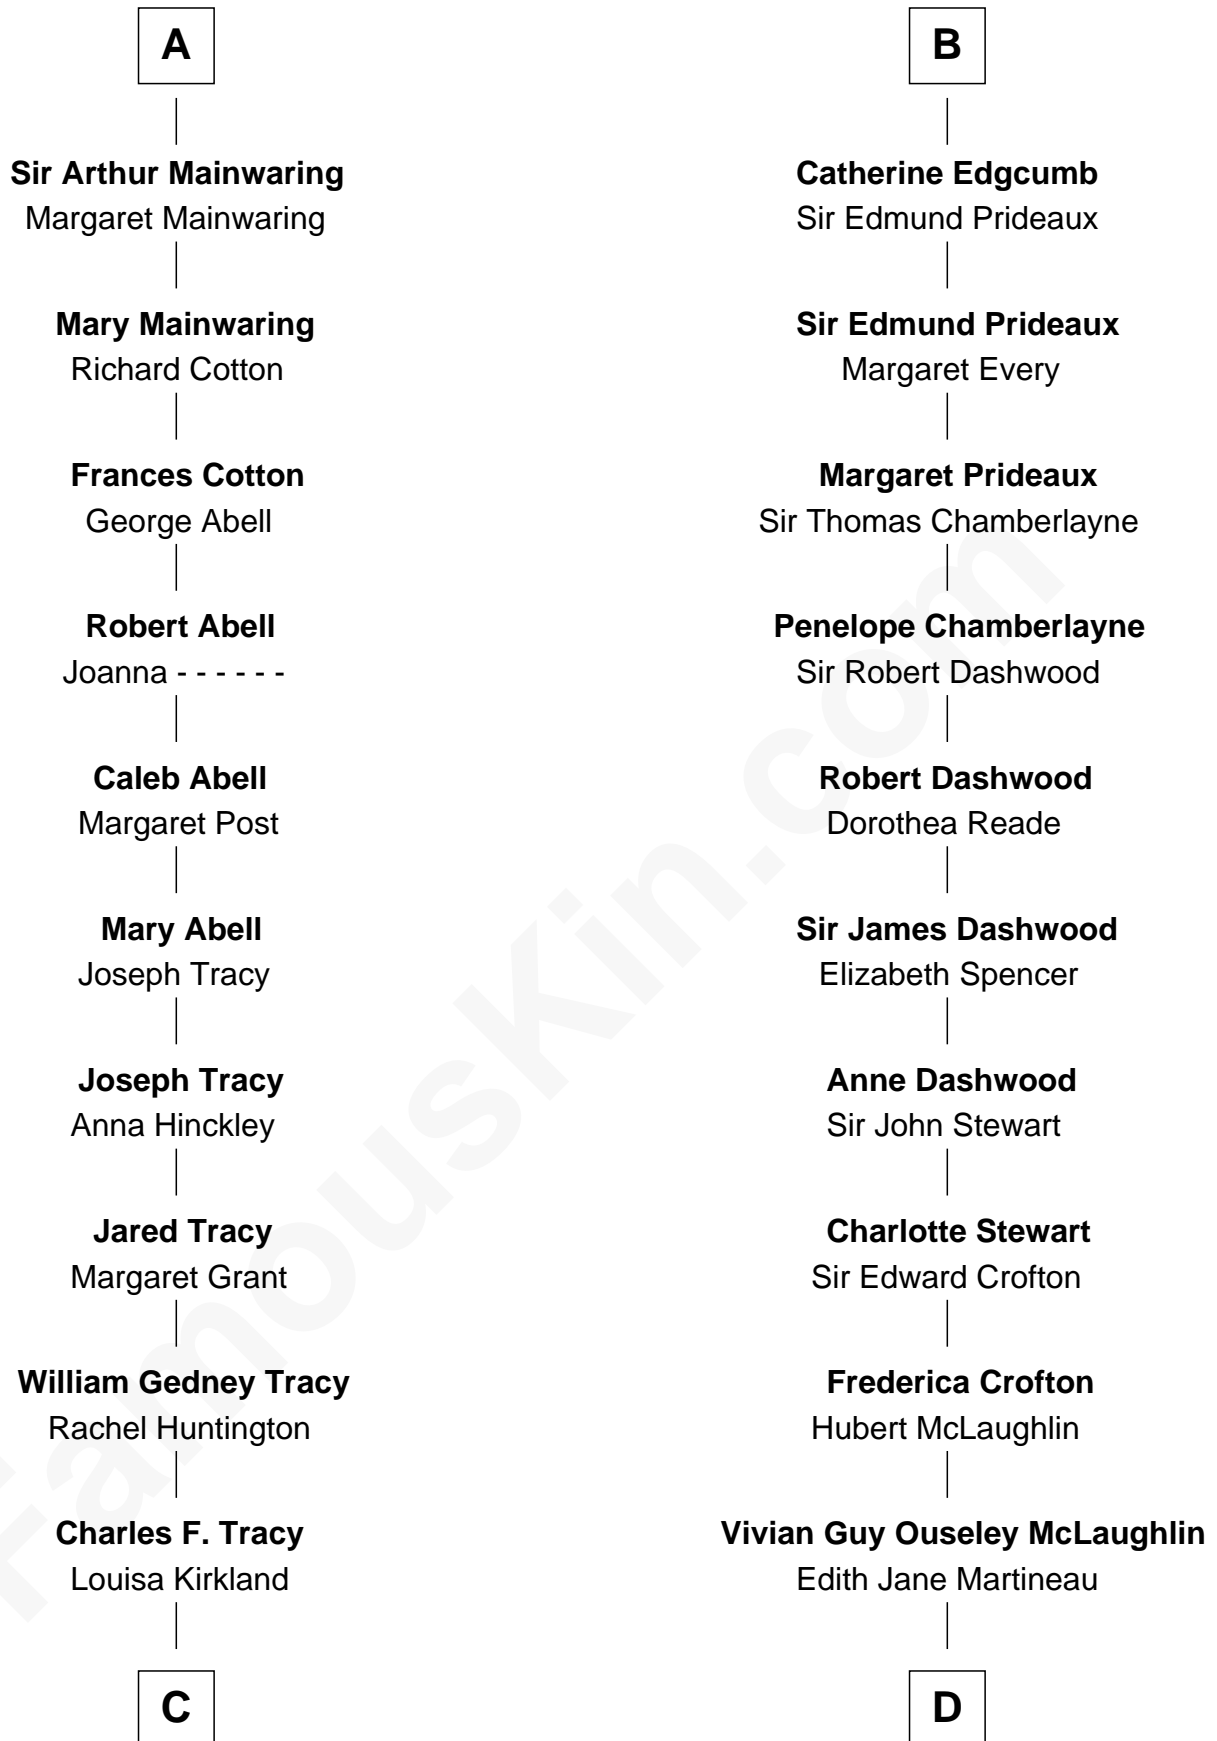 A
Sir Arthur Mainwaring
Margaret Mainwaring
Mary Mainwaring
Richard Cotton
Frances Cotton
George Abell
Robert Abell
Joanna - - - - - -
Caleb Abell
Margaret Post
Mary Abell
Joseph Tracy
Joseph Tracy
Anna Hinckley
Jared Tracy
Margaret Grant
William Gedney Tracy
Rachel Huntington
Charles F. Tracy
Louisa Kirkland
C
B
Catherine Edgcumb
Sir Edmund Prideaux
Sir Edmund Prideaux
Margaret Every
Margaret Prideaux
Sir Thomas Chamberlayne
Penelope Chamberlayne
Sir Robert Dashwood
Robert Dashwood
Dorothea Reade
Sir James Dashwood
Elizabeth Spencer
Anne Dashwood
Sir John Stewart
Charlotte Stewart
Sir Edward Crofton
Frederica Crofton
Hubert McLaughlin
Vivian Guy Ouseley McLaughlin
Edith Jane Martineau
D
FamousKin.com